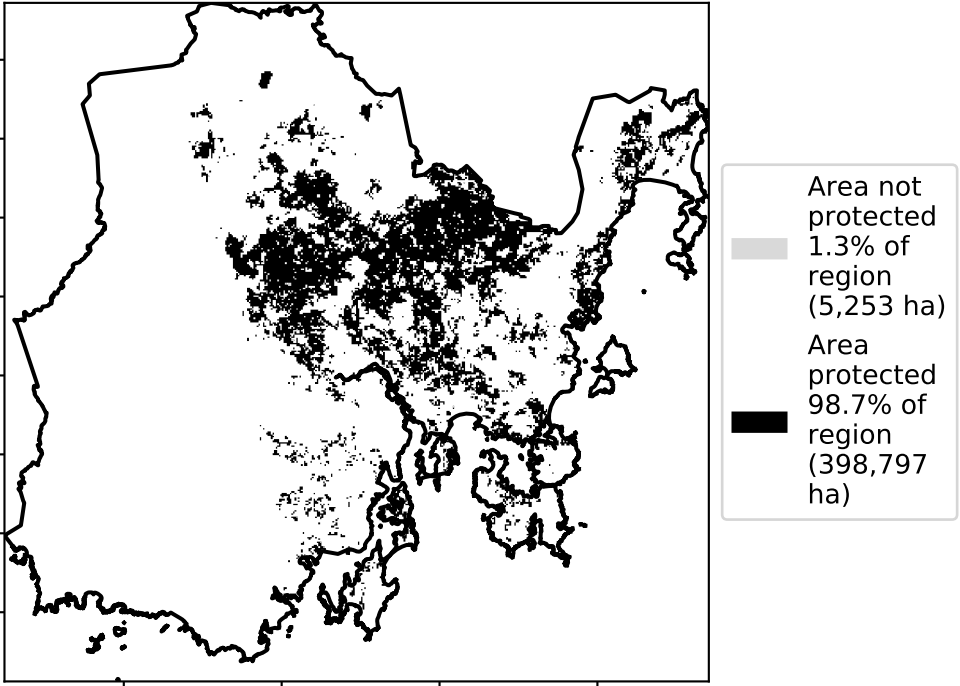 Area not
protected
1.3% of
region
(5,253 ha)
Area
protected
98.7% of
region
(398,797
ha)